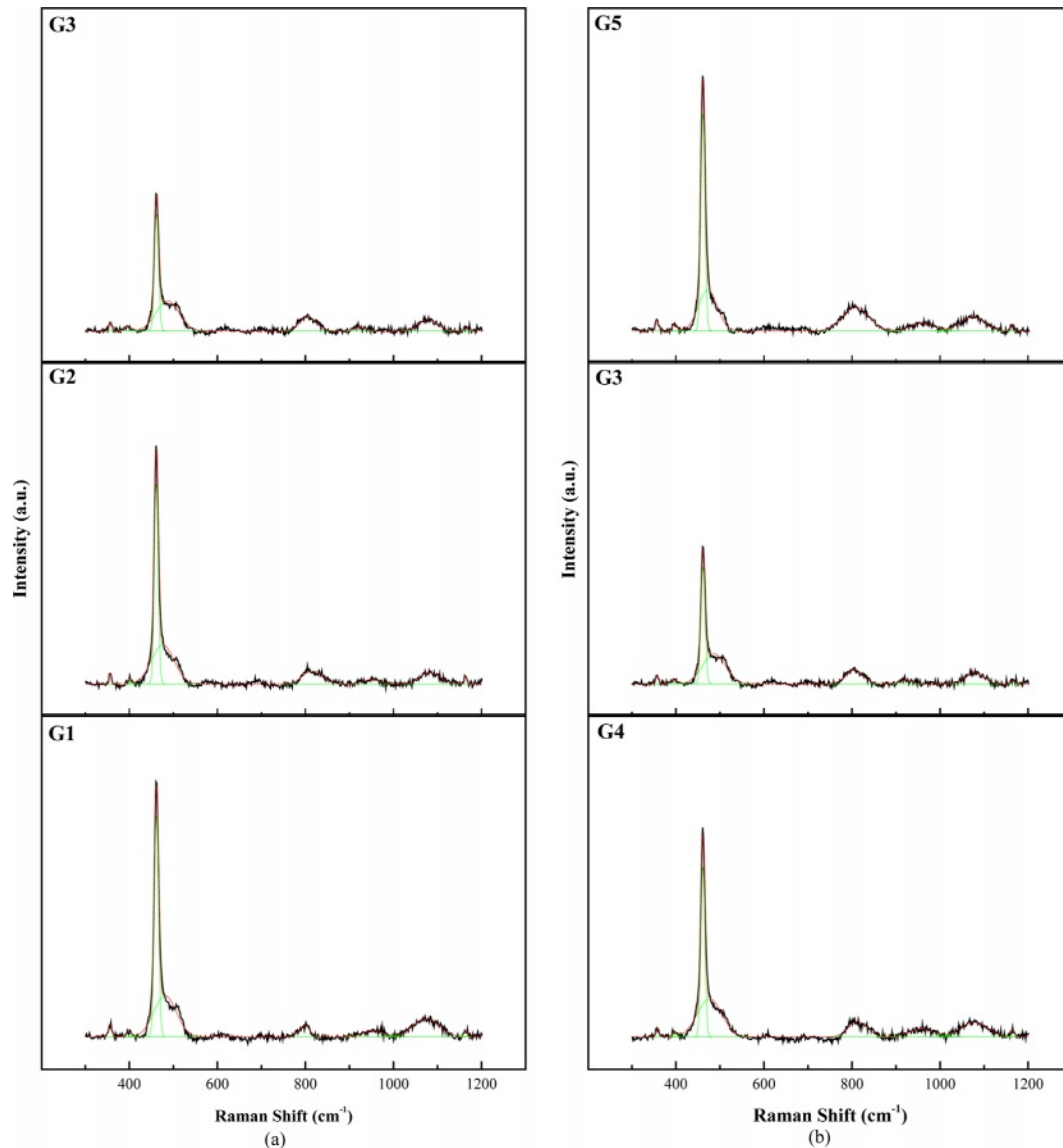 G3
G2
Intensity (a.u.)
G1
400 600 800 1000 1200
Raman Shift (cm⁻¹)
(a)
G5
G3
Intensity (a.u.)
G4
400 600 800 1000 1200
Raman Shift (cm⁻¹)
(b)